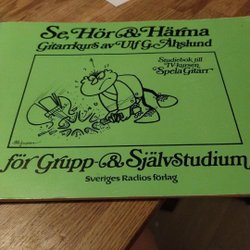 Se, Hör & Härma
Gitarrkurs av Ulf G. Åhslund
Studiebok till
TV-kursen
Spela Gitarr
för Grupp- & Självstudium
Sveriges Radios förlag